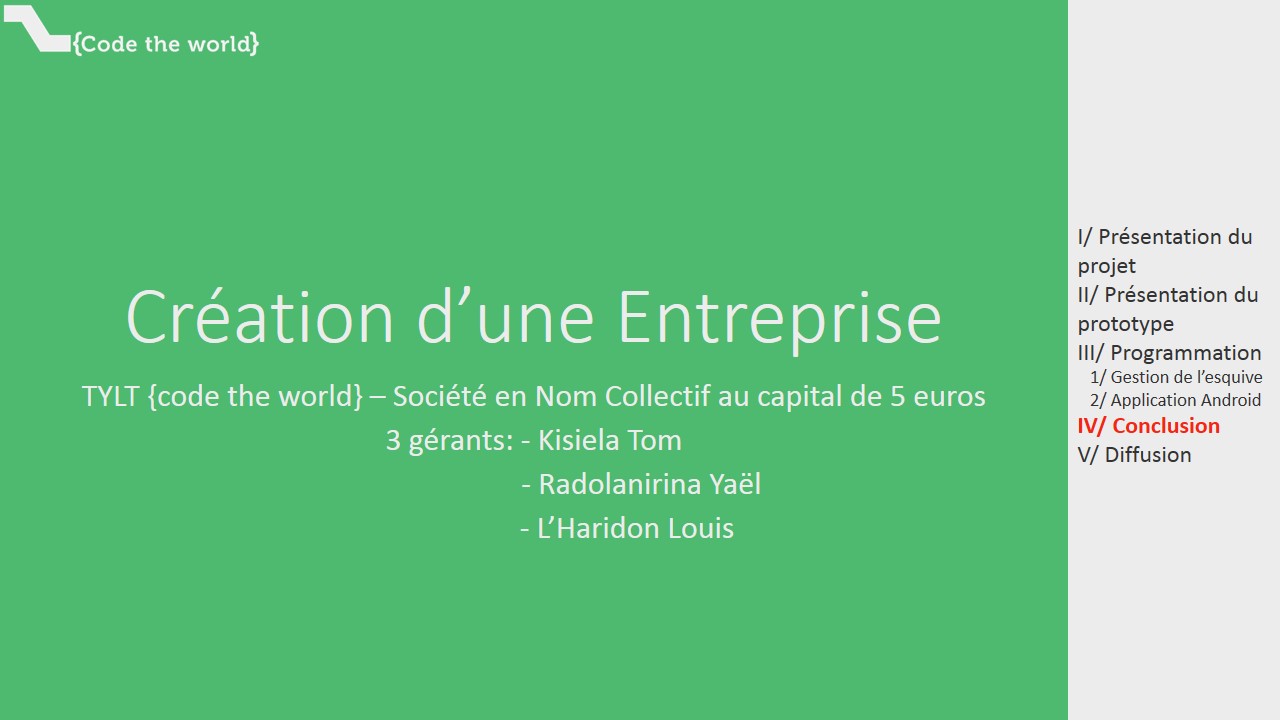 {Code the world}
Création d’une Entreprise
TYLT {code the world} – Société en Nom Collectif au capital de 5 euros
3 gérants: - Kisiela Tom
- Radolanirina Yaël
- L’Haridon Louis
I/ Présentation du
projet
II/ Présentation du
prototype
III/ Programmation
1/ Gestion de l’esquive
2/ Application Android
IV/ Conclusion
V/ Diffusion